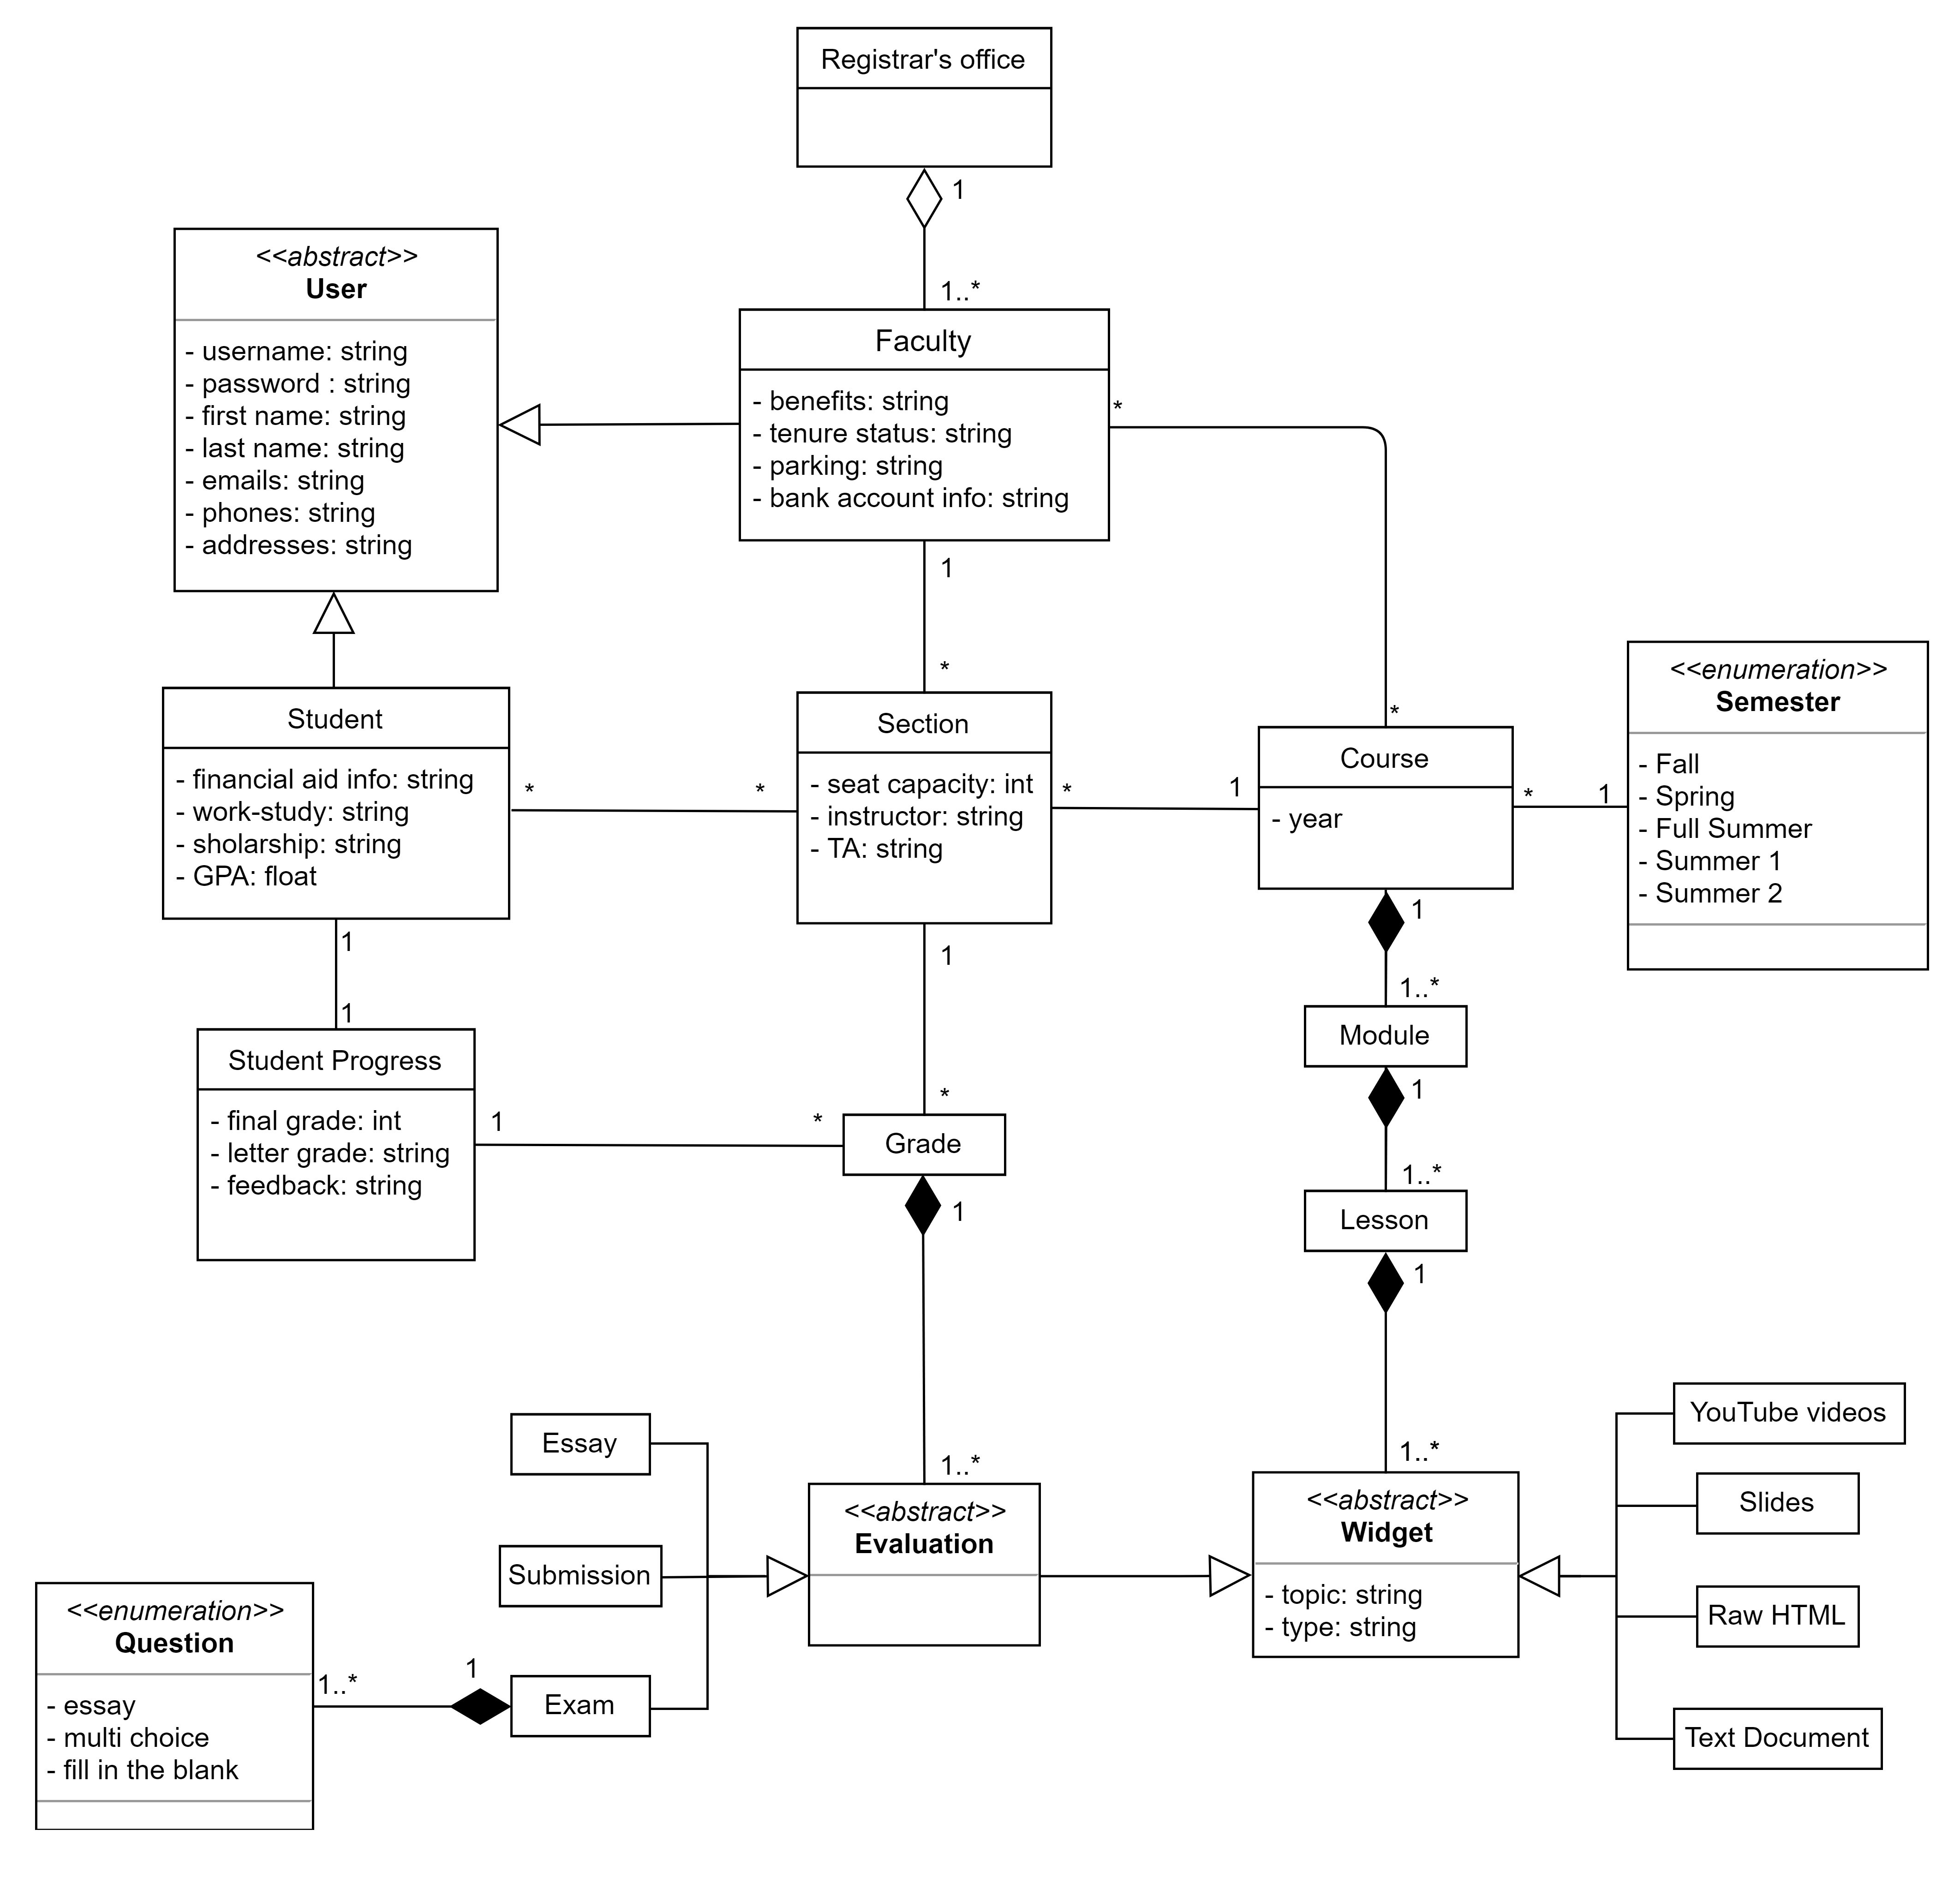 Registrar's office
1
1..*
<<abstract>>
User
- username: string
- password : string
- first name: string
- last name: string
- emails: string
- phones: string
- addresses: string
Faculty
- benefits: string
- tenure status: string
- parking: string
- bank account info: string
*
1
*
*
Student
- financial aid info: string
- work-study: string
- sholarship: string
- GPA: float
*
*
Section
- seat capacity: int
- instructor: string
- TA: string
*
1
Course
- year
*
1
<<enumeration>>
Semester
- Fall
- Spring
- Full Summer
- Summer 1
- Summer 2
1
1
1
1
1..*
Module
Student Progress
- final grade: int
- letter grade: string
- feedback: string
1
*
*
Grade
1
1
1..*
Lesson
1
1..*
1..*
Essay
Submission
Exam
<<abstract>>
Evaluation
<<abstract>>
Widget
- topic: string
- type: string
YouTube videos
Slides
Raw HTML
Text Document
<<enumeration>>
Question
- essay
- multi choice
- fill in the blank
1..*
1